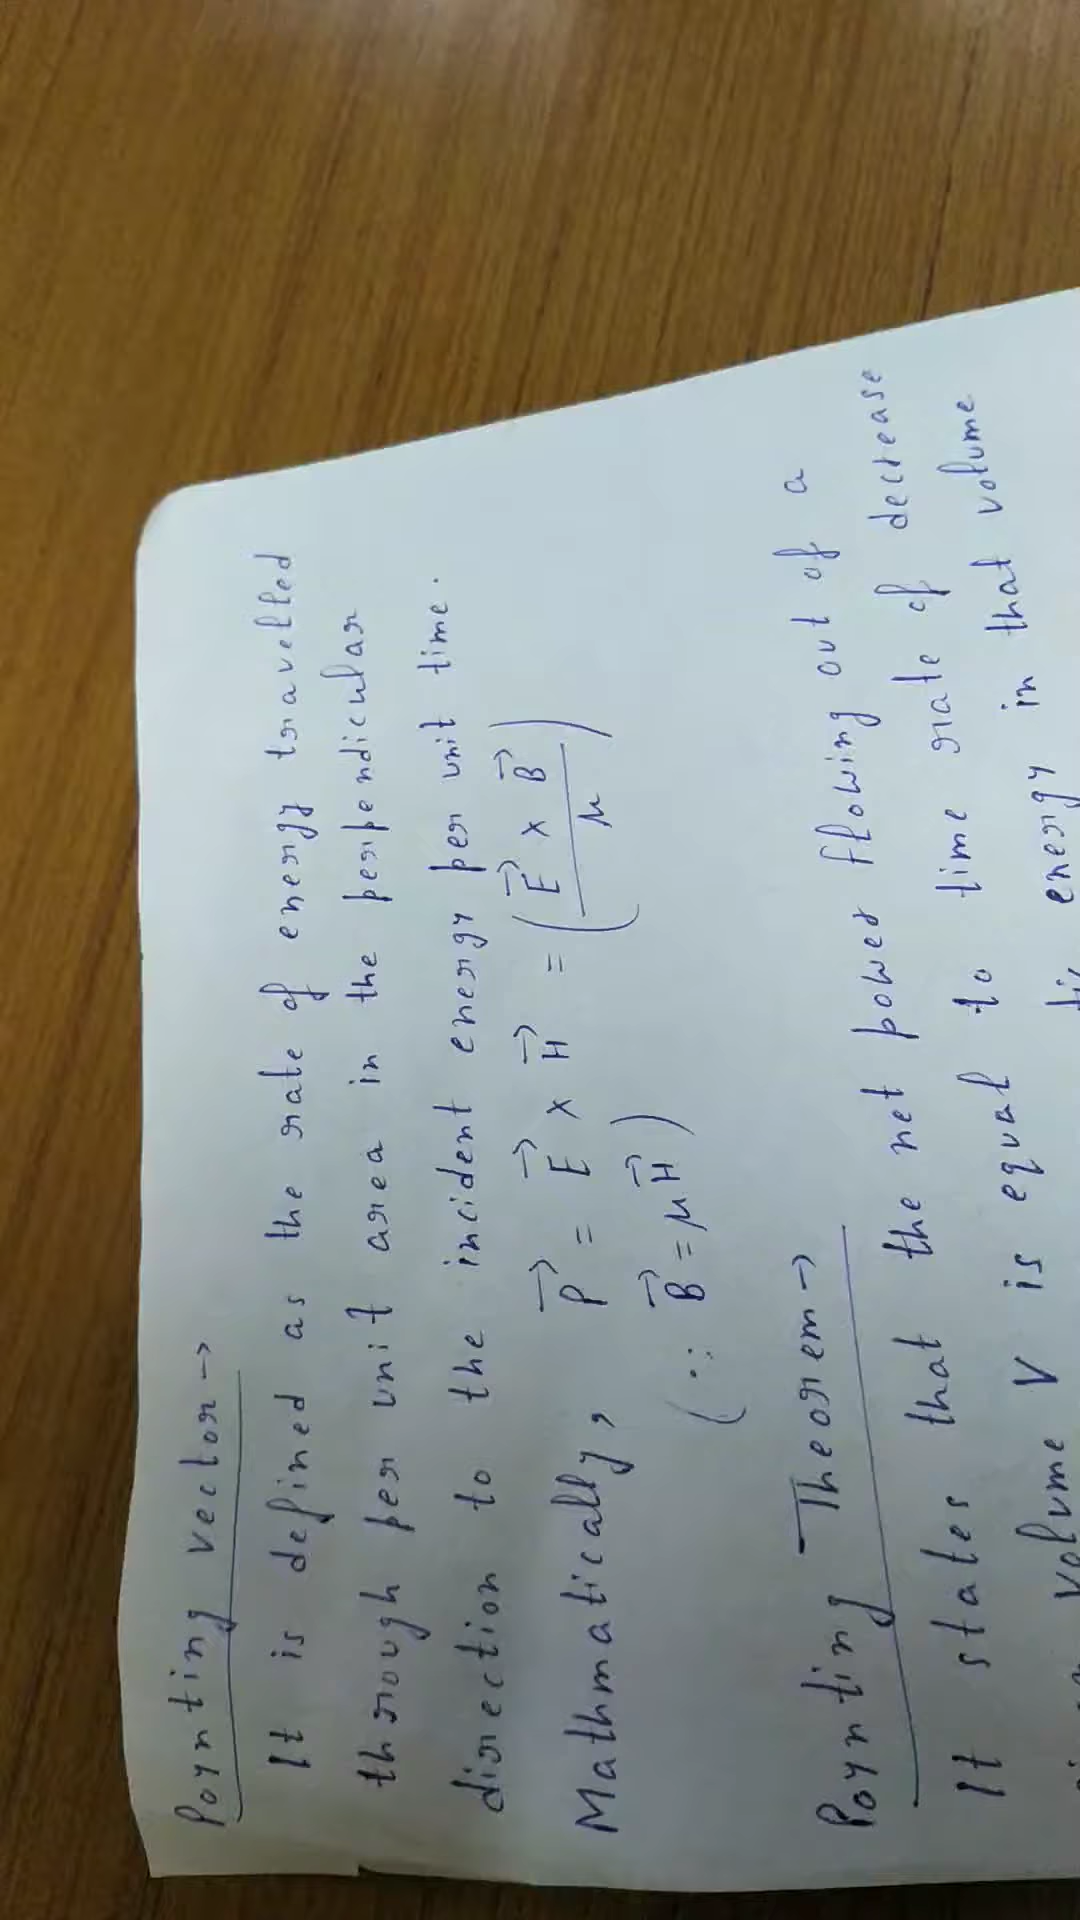 Poynting vector →
It is defined as the rate of energy travelled
through per unit area in the perpendicular
direction to the incident energy per unit time.
Mathmatically, P⃗ = E⃗ × H⃗ = (E⃗ × B⃗ / μ)
(∵ B⃗ = μH⃗)
Poynting Theorem →
It states that the net power flowing out of a
volume V is equal to time rate of decrease
energy in that volume